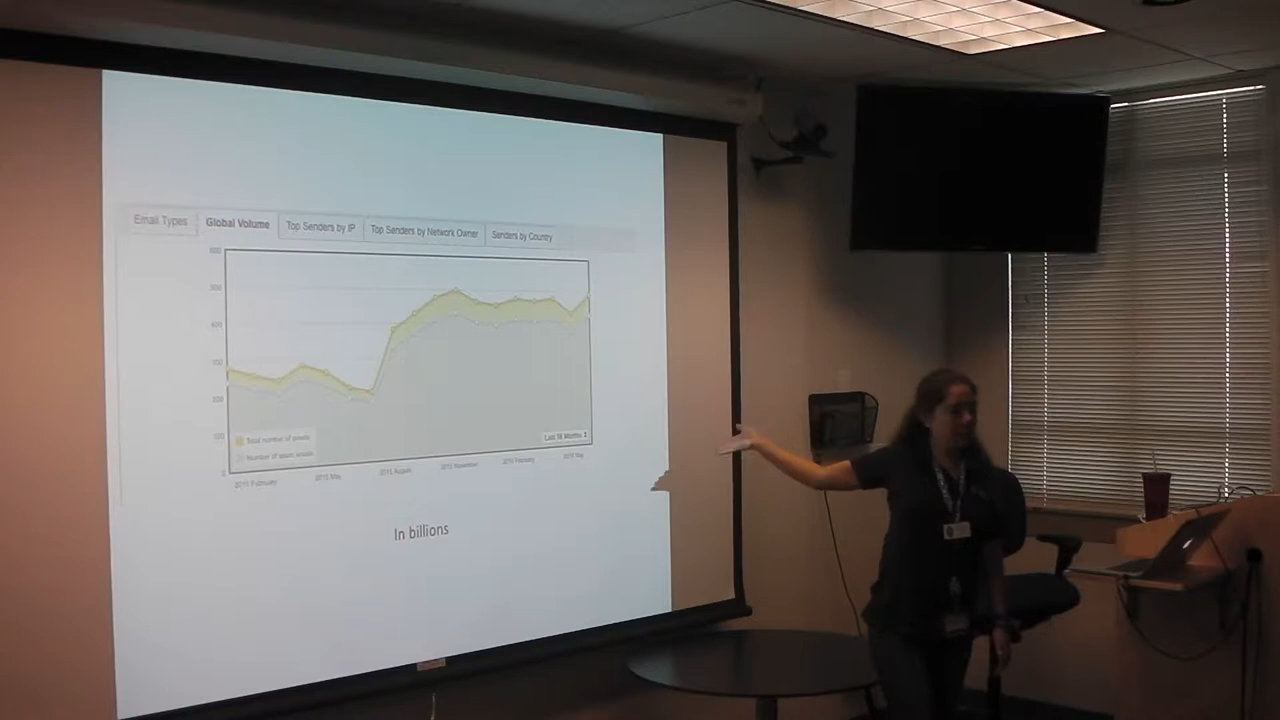 Email Types
Global Volume
Top Senders by IP
Top Senders by Network Owner
Senders by Country
600
500
400
300
200
100
0
Total number of emails
Number of spam emails
Last 18 Months
2015 February
2015 May
2015 August
2015 November
2016 February
2016 May
In billions